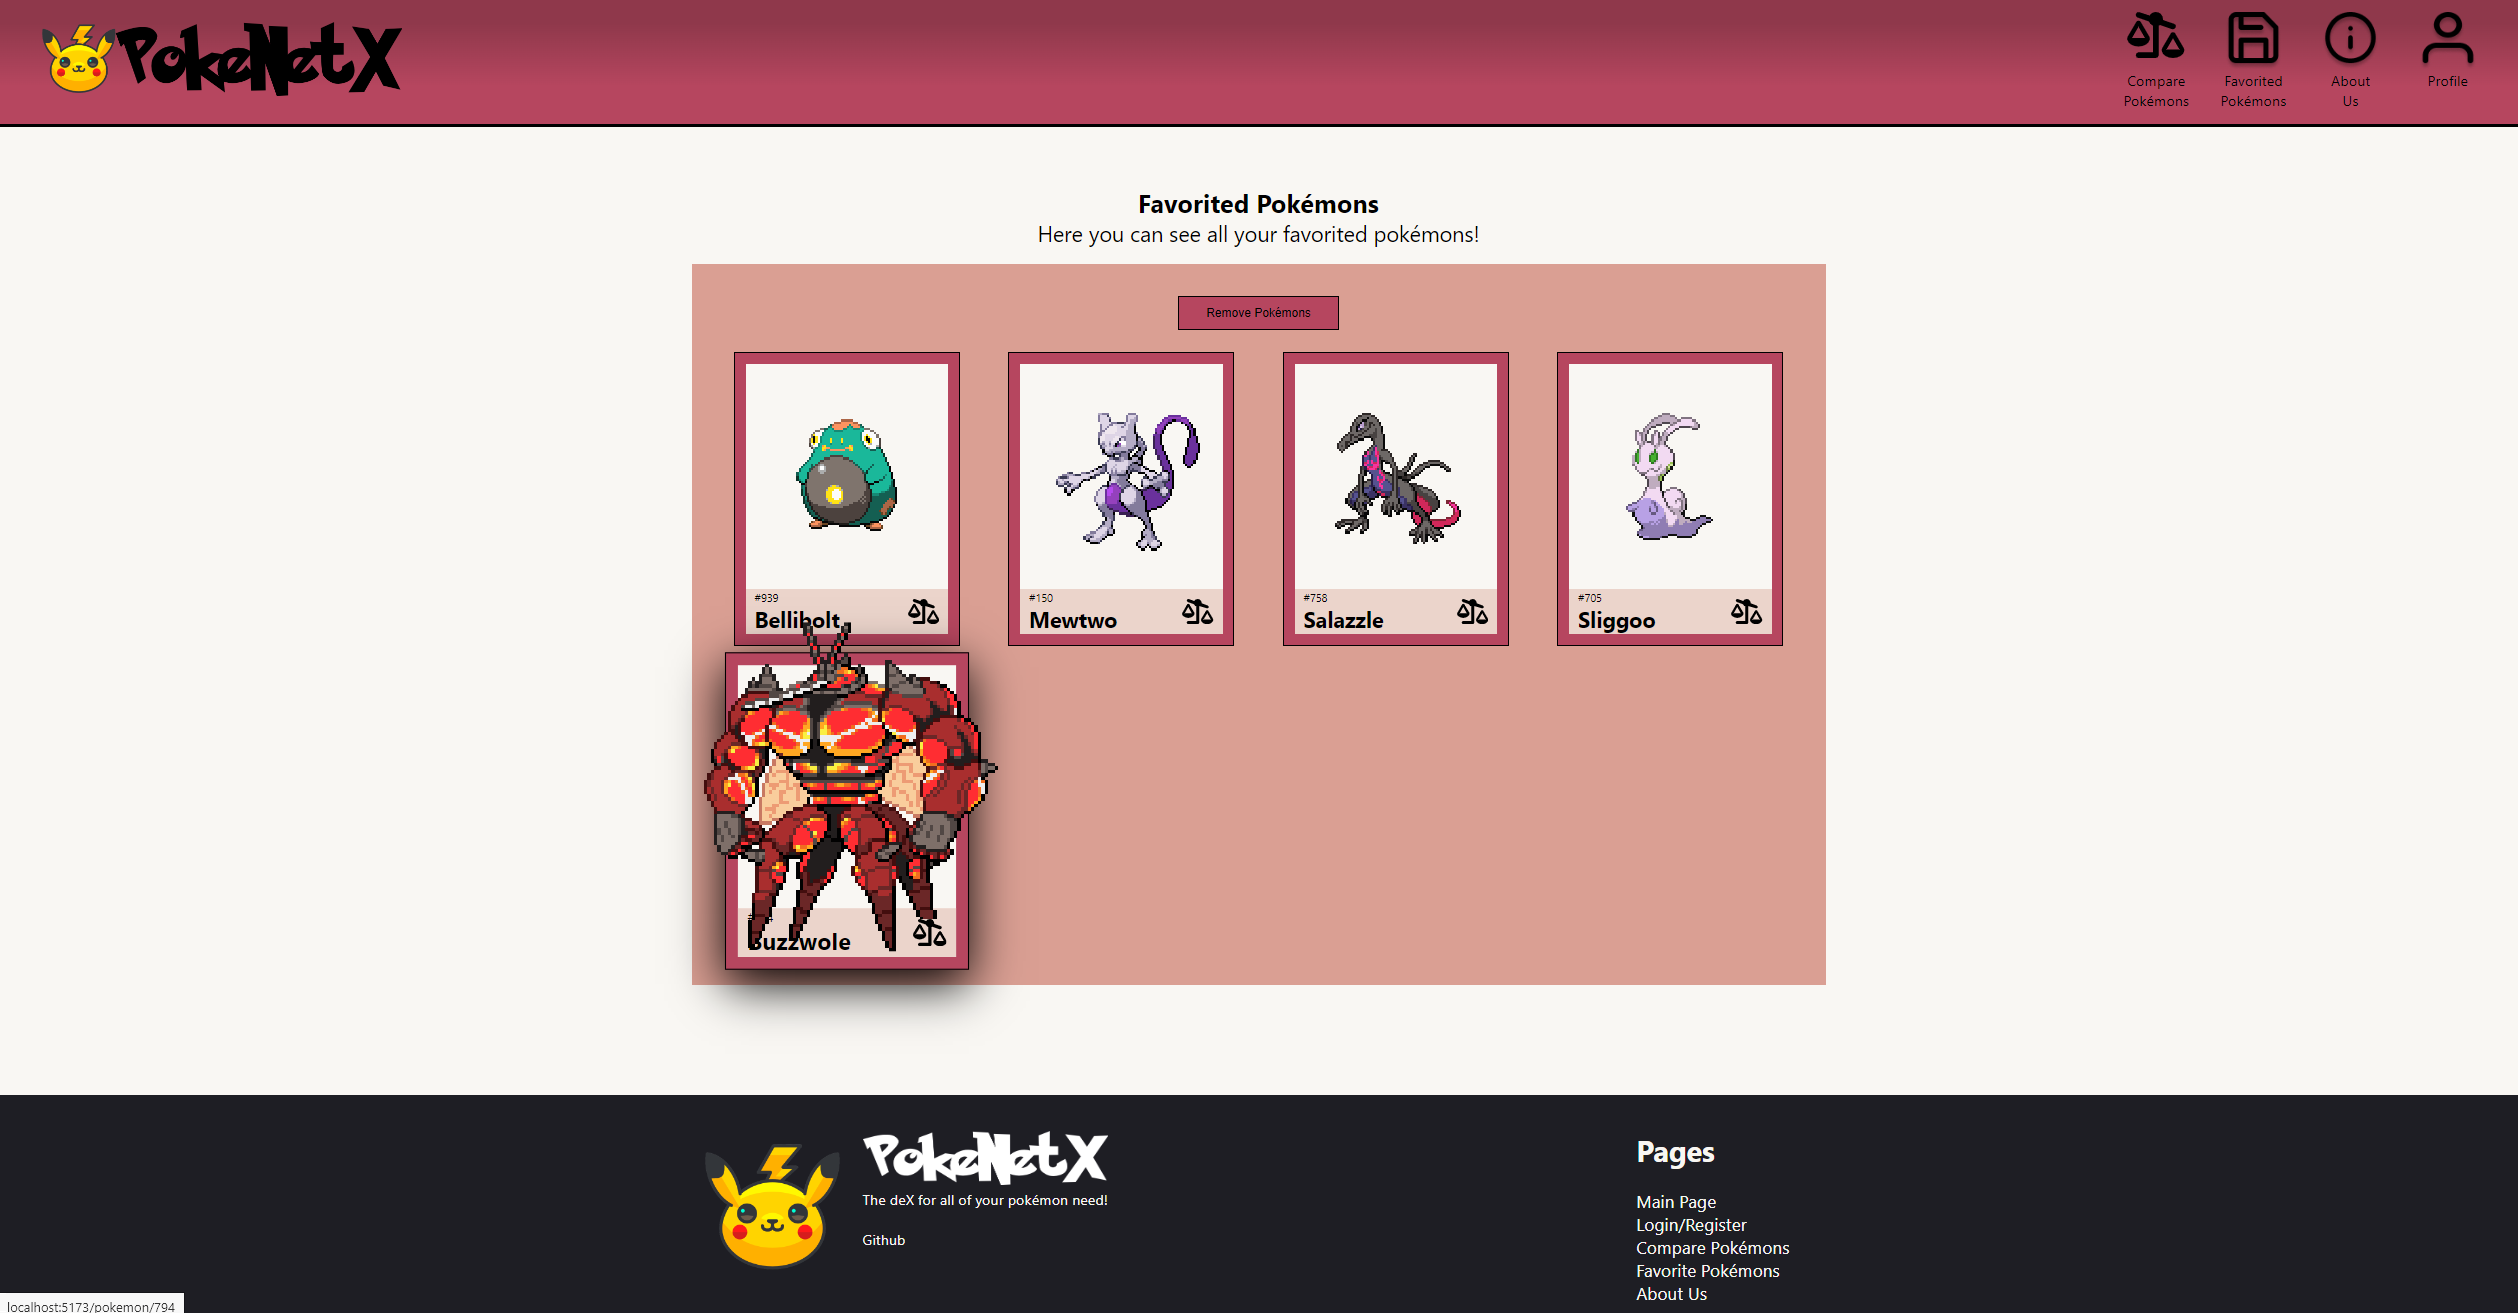 PokeNetX
Compare
Pokémons
Favorited
Pokémons
About
Us
Profile
Favorited Pokémons
Here you can see all your favorited pokémons!
Remove Pokémons
#939
Bellibolt
#150
Mewtwo
#758
Salazzle
#705
Sliggoo
Buzzwole
PokeNetX
The deX for all of your pokémon need!
Github
Pages
Main Page
Login/Register
Compare Pokémons
Favorite Pokémons
About Us
localhost:5173/pokemon/794